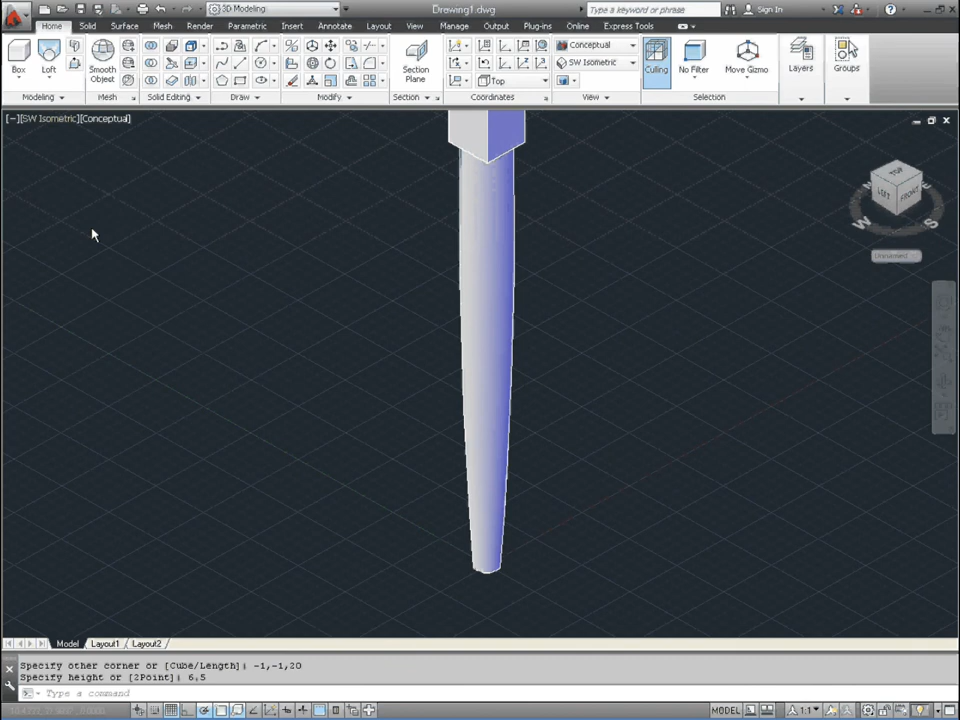 3D Modeling
Drawing1.dwg
Type a keyword or phrase
Sign In
Home Solid Surface Mesh Render Parametric Insert Annotate Layout View Manage Output Plug-ins Online Express Tools
Box Loft Smooth Object Section Plane Conceptual SW Isometric Top Culling No Filter Move Gizmo Layers Groups
Modeling Mesh Solid Editing Draw Modify Section Coordinates View Selection
[–][SW Isometric][Conceptual]
TOP
LEFT FRONT
W S
Unnamed
Model Layout1 Layout2
Specify other corner or [Cube/Length]: -1,-1,20
Specify height or [2Point]: 6.5
Type a command
MODEL 1:1